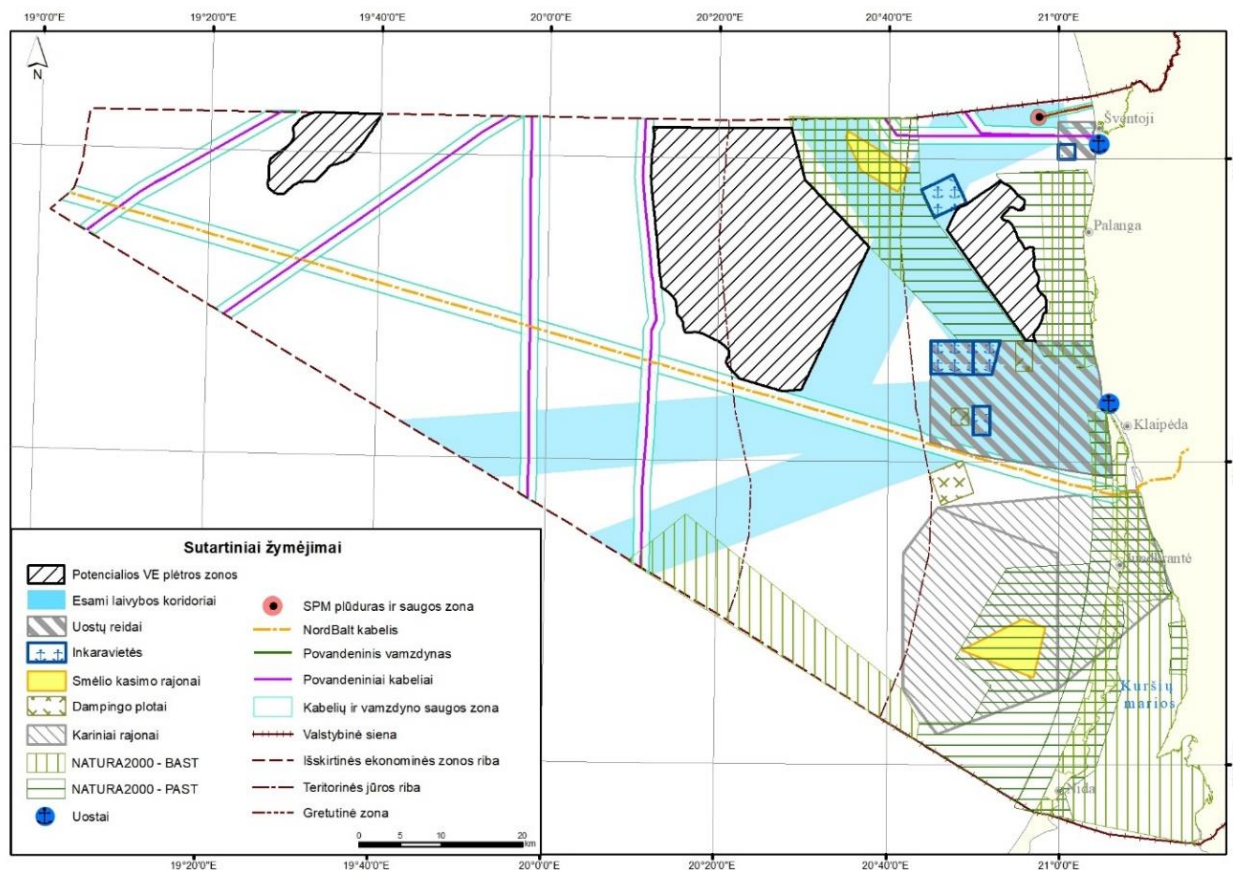 19°0'0"E 19°20'0"E 19°40'0"E 20°0'0"E 20°20'0"E 20°40'0"E 21°0'0"E
N
Šventoji
Palanga
Klaipėda
Juodkrantė
Kuršių
marios
Nida
Sutartiniai žymėjimai
Potencialios VE plėtros zonos
Esami laivybos koridoriai
Uostų reidai
Inkaravietės
Smėlio kasimo rajonai
Dampingo plotai
Kariniai rajonai
NATURA2000 - BAST
NATURA2000 - PAST
Uostai
SPM plūduras ir saugos zona
NordBalt kabelis
Povandeninis vamzdynas
Povandeniniai kabeliai
Kabelių ir vamzdyno saugos zona
Valstybinė siena
Išskirtinės ekonominės zonos riba
Teritorinės jūros riba
Gretutinė zona
0 5 10 20
km
19°20'0"E 19°40'0"E 20°0'0"E 20°20'0"E 20°40'0"E 21°0'0"E